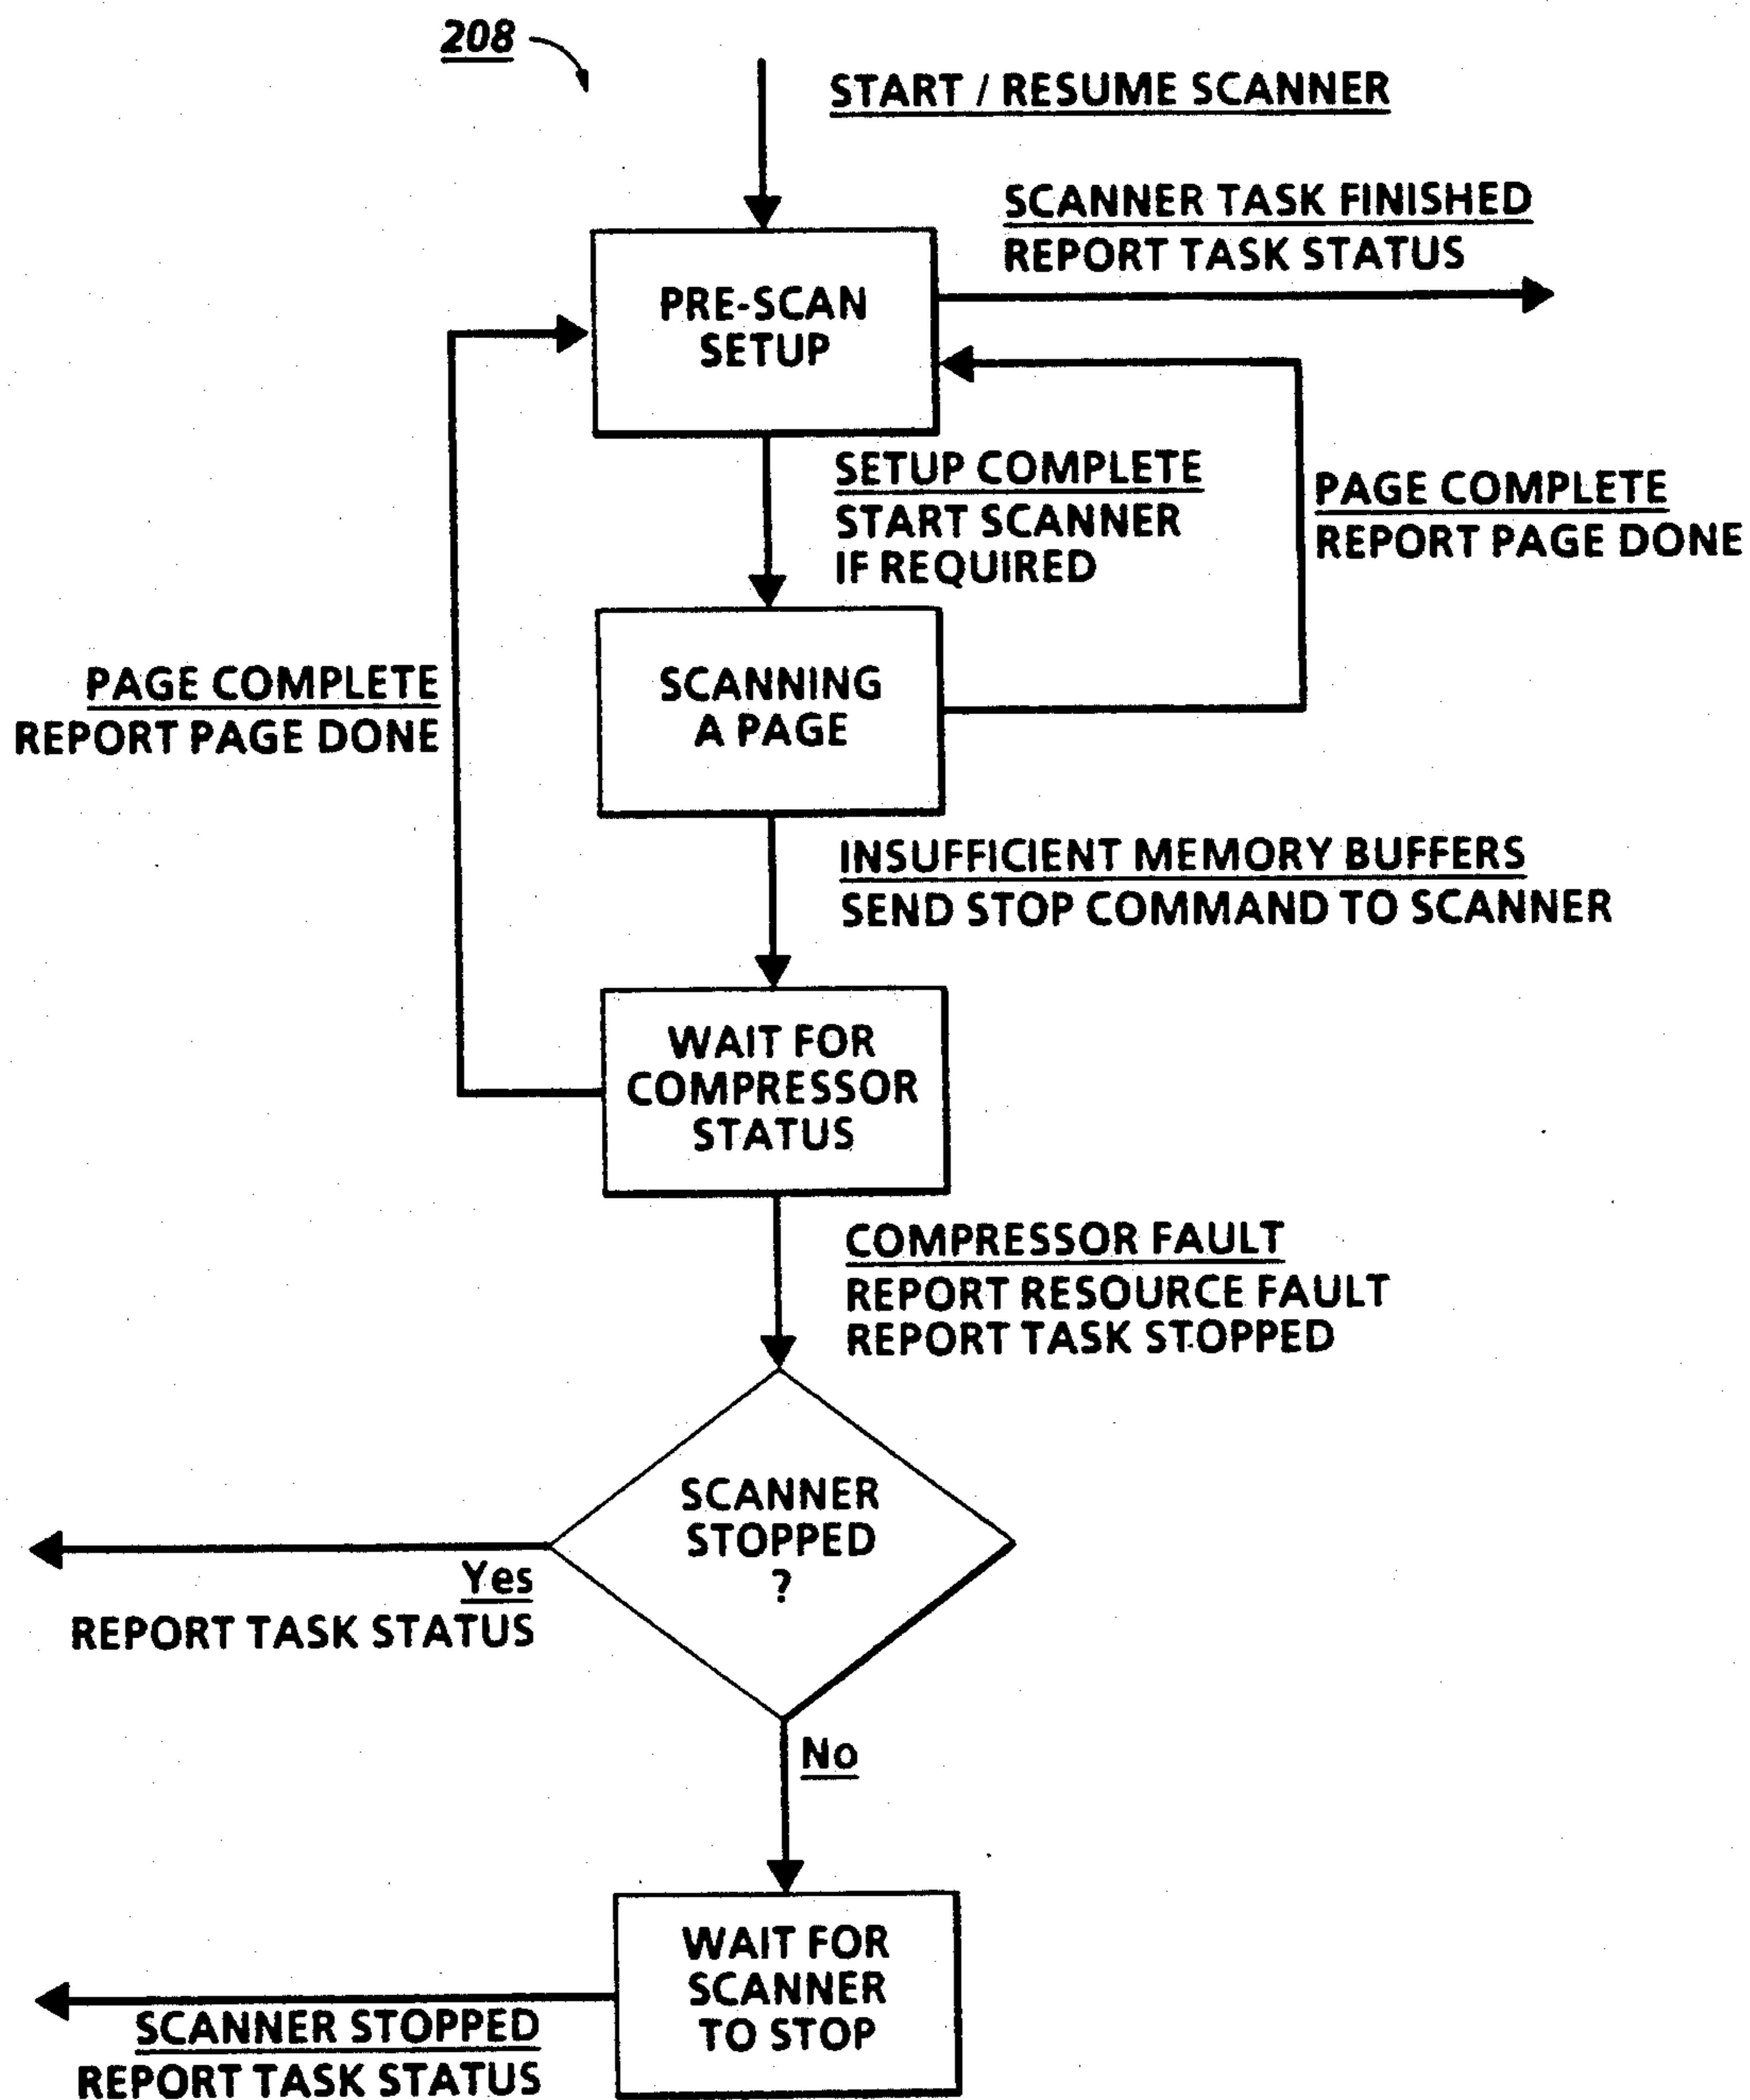 208
START / RESUME SCANNER
SCANNER TASK FINISHED
REPORT TASK STATUS
PRE-SCAN
SETUP
SETUP COMPLETE
START SCANNER
IF REQUIRED
PAGE COMPLETE
REPORT PAGE DONE
SCANNING
A PAGE
PAGE COMPLETE
REPORT PAGE DONE
INSUFFICIENT MEMORY BUFFERS
SEND STOP COMMAND TO SCANNER
WAIT FOR
COMPRESSOR
STATUS
COMPRESSOR FAULT
REPORT RESOURCE FAULT
REPORT TASK STOPPED
SCANNER
STOPPED
?
Yes
REPORT TASK STATUS
No
WAIT FOR
SCANNER
TO STOP
SCANNER STOPPED
REPORT TASK STATUS